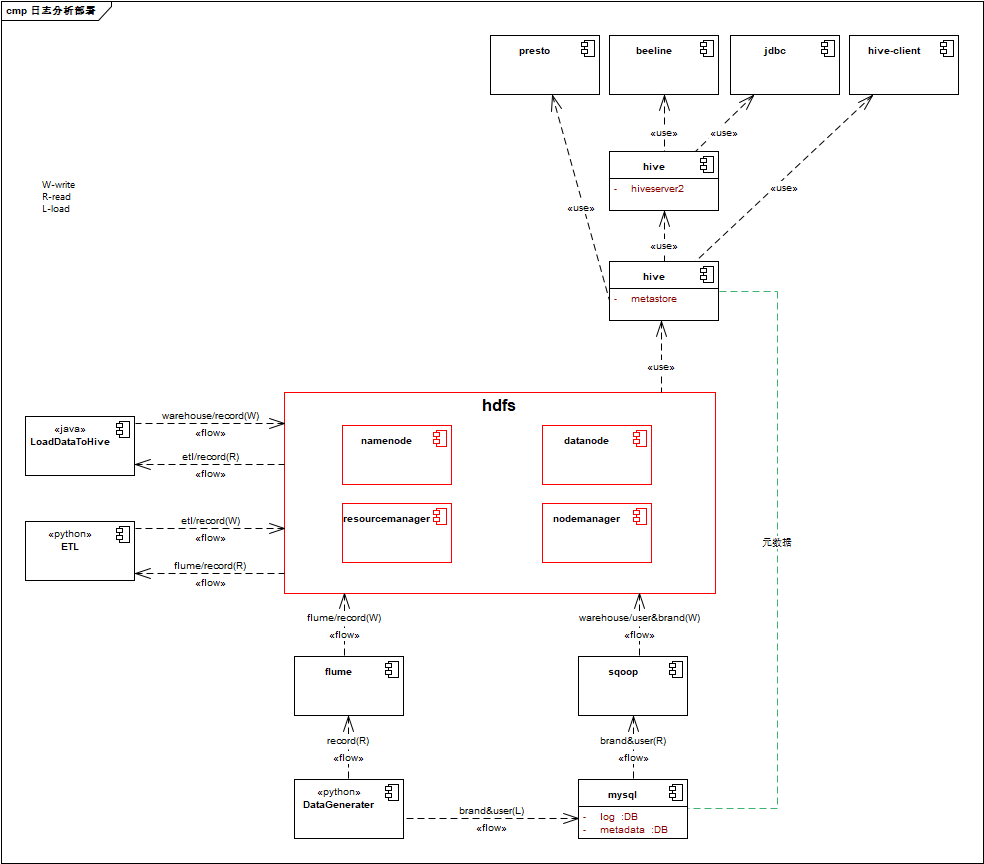 cmp 日志分析部署
presto
beeline
jdbc
hive-client
«use»
«use»
W-write
R-read
L-load
hive
- hiveserver2
«use»
«use»
«use»
hive
- metastore
«use»
hdfs
warehouse/record(W)
«flow»
«java»
LoadDataToHive
etl/record(R)
«flow»
namenode
datanode
resourcemanager
nodemanager
etl/record(W)
«flow»
«python»
ETL
flume/record(R)
«flow»
元数据
flume/record(W)
«flow»
warehouse/user&brand(W)
«flow»
flume
sqoop
record(R)
«flow»
brand&user(R)
«flow»
«python»
DataGenerater
brand&user(L)
«flow»
mysql
- log :DB
- metadata :DB